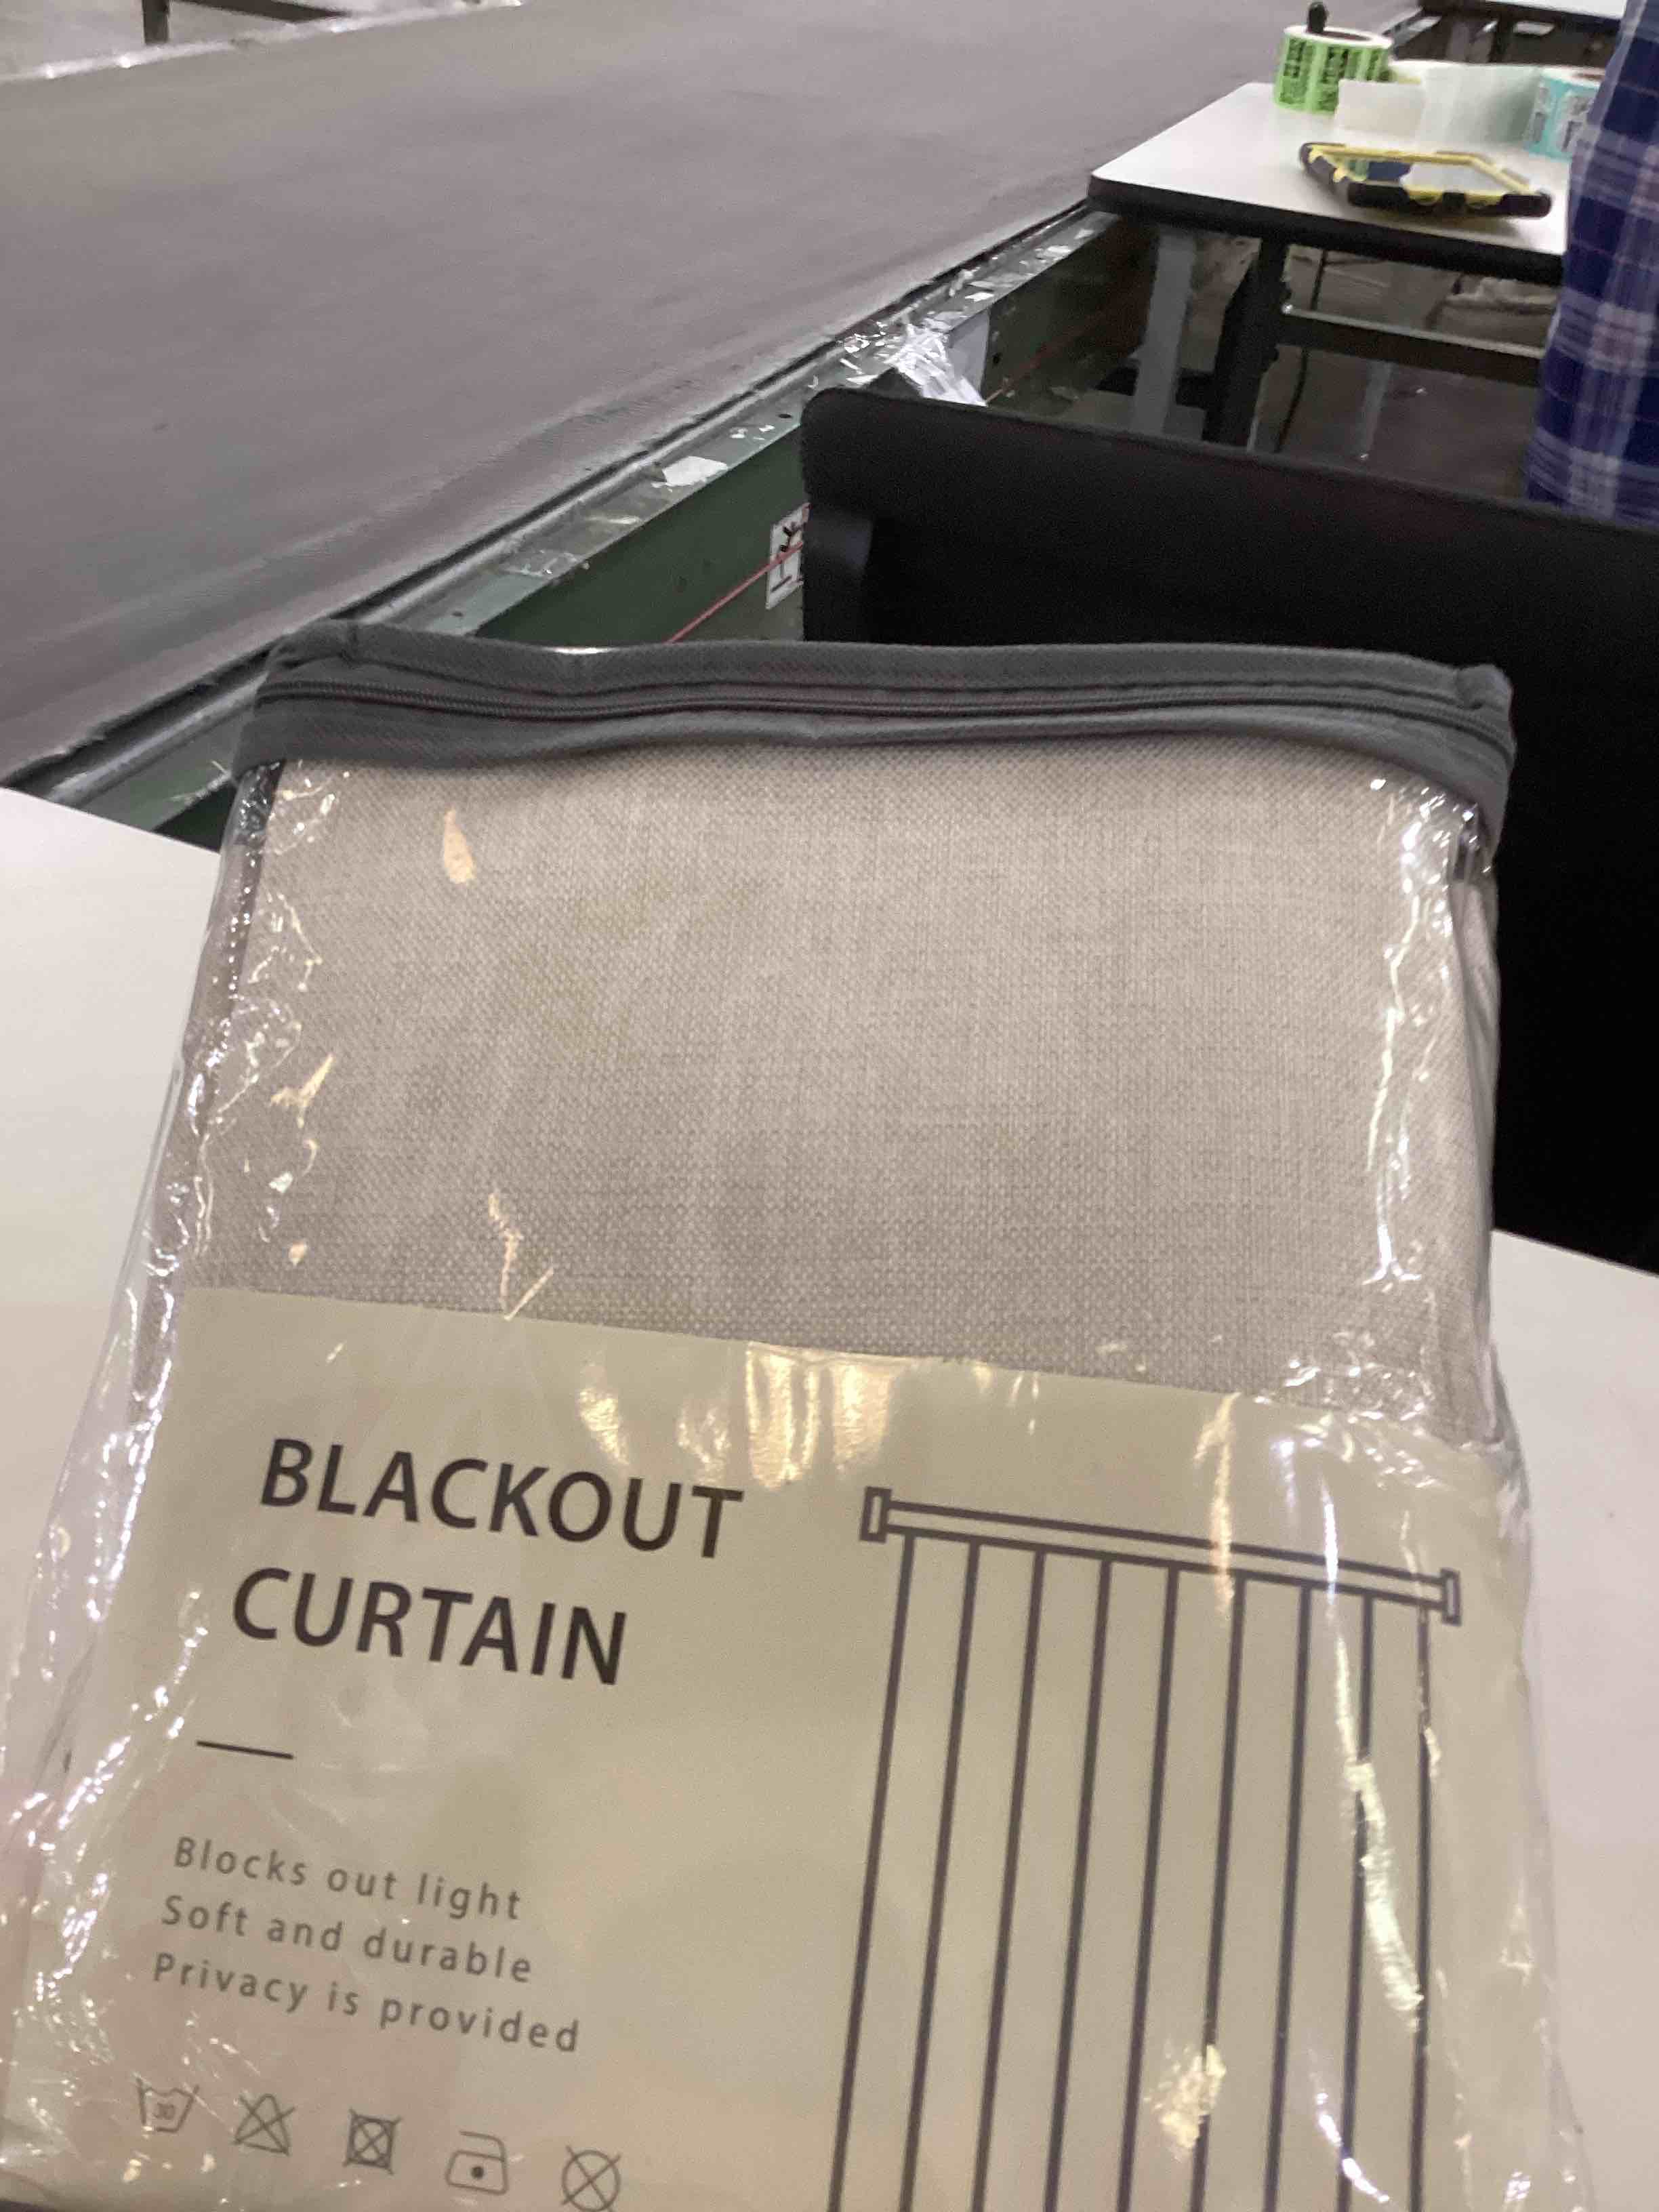 BLACKOUT
CURTAIN
Blocks out light
Soft and durable
Privacy is provided
30